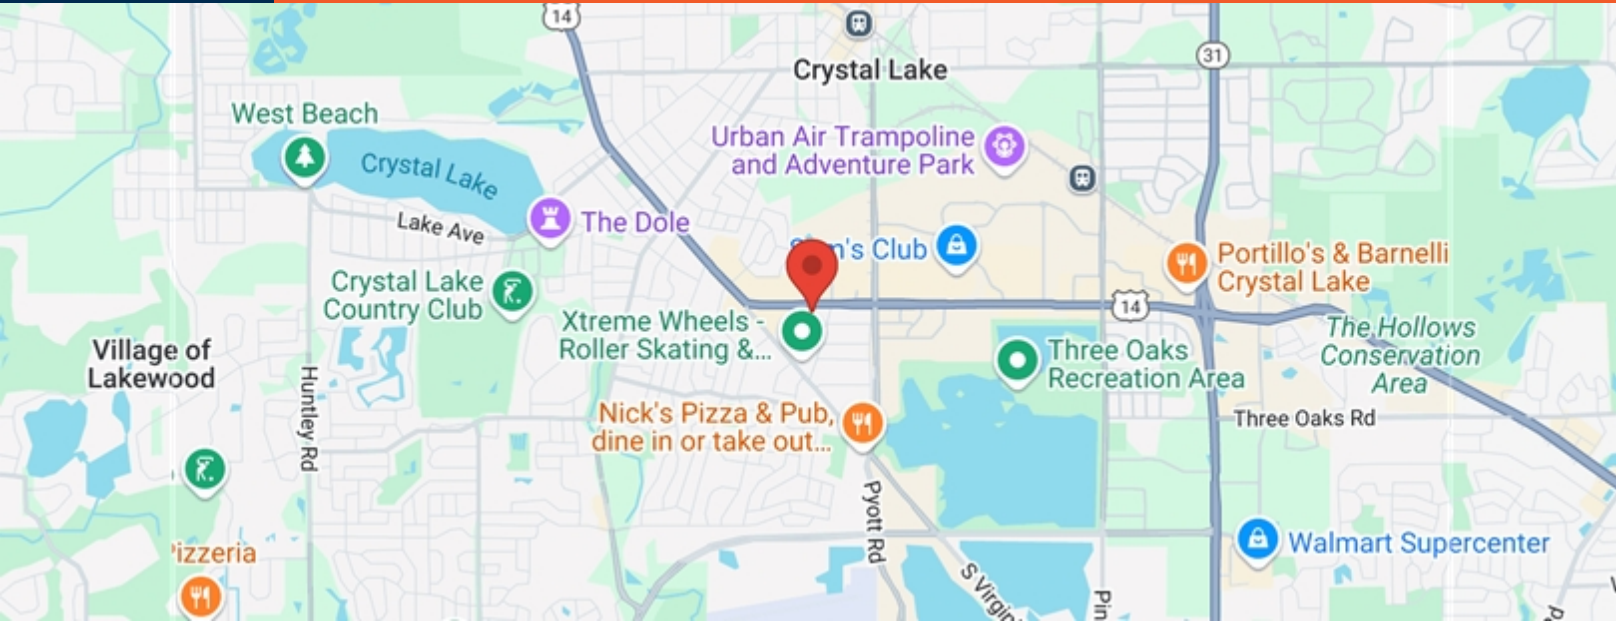 14
Crystal Lake
31
West Beach
Urban Air Trampoline
and Adventure Park
Crystal Lake
Lake Ave
The Dole
Club
Portillo's & Barnelli
Crystal Lake
Crystal Lake
Country Club
14
Xtreme Wheels -
Roller Skating &...
The Hollows
Conservation
Area
Village of
Lakewood
Three Oaks
Recreation Area
Huntley Rd
Nick's Pizza & Pub,
dine in or take out...
Three Oaks Rd
Pyott Rd
Walmart Supercenter
Pizzeria